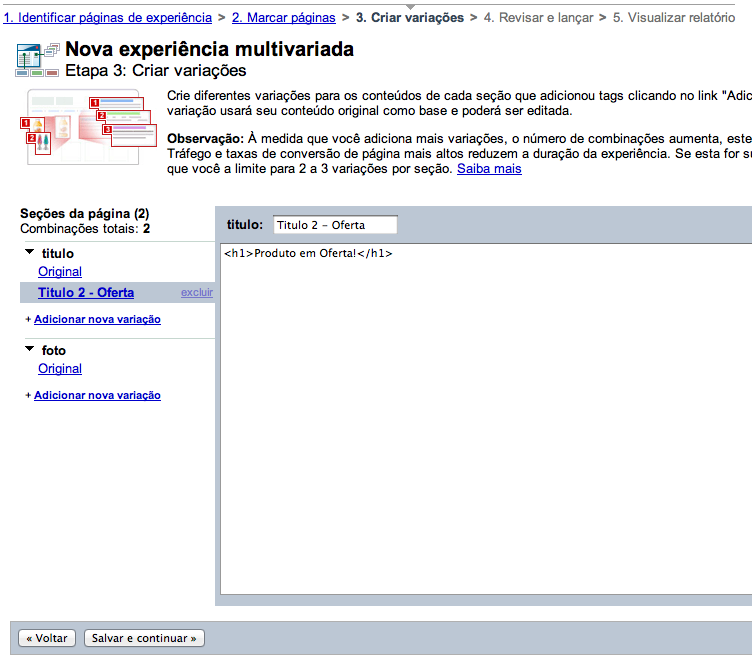 1. Identificar páginas de experiência > 2. Marcar páginas > 3. Criar variações > 4. Revisar e lançar > 5. Visualizar relatório
Nova experiência multivariada
Etapa 3: Criar variações
Crie diferentes variações para os conteúdos de cada seção que adicionou tags clicando no link "Adic
variação usará seu conteúdo original como base e poderá ser editada.
Observação: À medida que você adiciona mais variações, o número de combinações aumenta, este
Tráfego e taxas de conversão de página mais altos reduzem a duração da experiência. Se esta for su
que você a limite para 2 a 3 variações por seção. Saiba mais
1
2
3
1
2
Seções da página (2)
Combinações totais: 2
titulo
Original
Titulo 2 - Oferta excluir
+ Adicionar nova variação
foto
Original
+ Adicionar nova variação
titulo: Titulo 2 - Oferta
<h1>Produto em Oferta!</h1>
« Voltar Salvar e continuar »